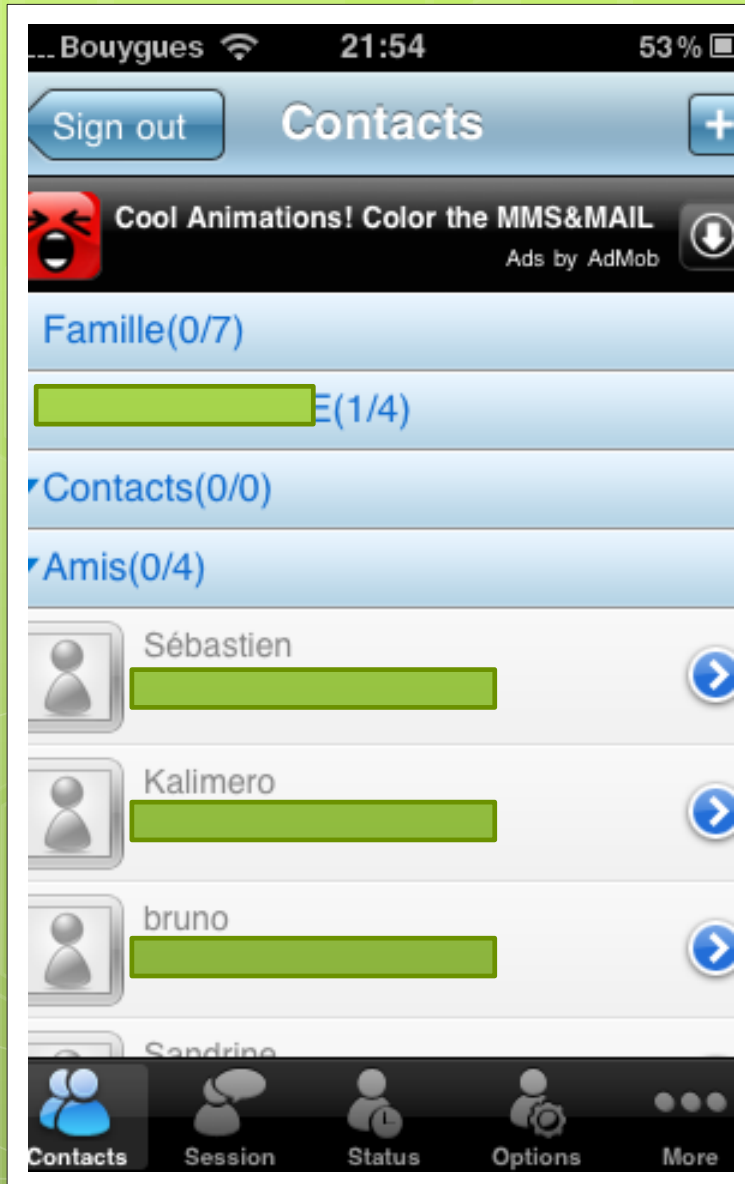 ... Bouygues 21:54 53%
Sign out Contacts +
Cool Animations! Color the MMS&MAIL
Ads by AdMob
Famille(0/7)
E(1/4)
Contacts(0/0)
Amis(0/4)
Sébastien
Kalimero
bruno
Sandrine
Contacts Session Status Options More